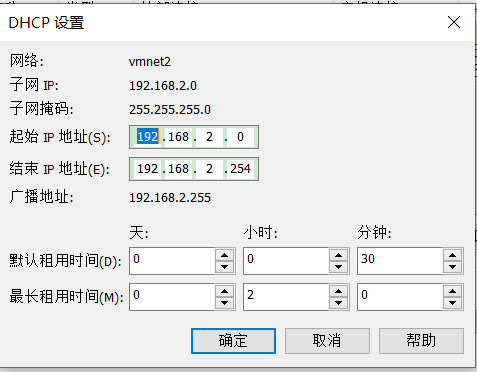 DHCP 设置
网络: vmnet2
子网 IP: 192.168.2.0
子网掩码: 255.255.255.0
起始 IP 地址(S): 192 .168 . 2 . 0
结束 IP 地址(E): 192 .168 . 2 .254
广播地址: 192.168.2.255
天: 小时: 分钟:
默认租用时间(D): 0 0 30
最长租用时间(M): 0 2 0
确定 取消 帮助